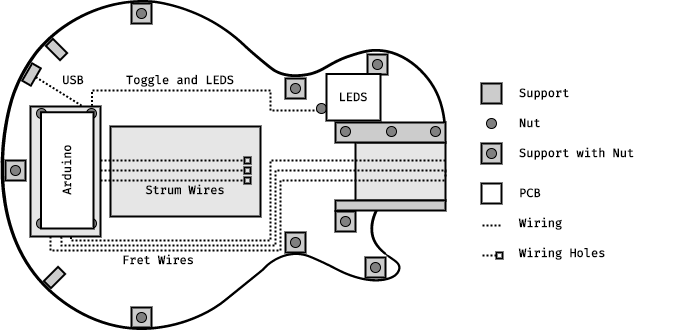 USB
Toggle and LEDS
LEDS
Arduino
Strum Wires
Fret Wires
Support
Nut
Support with Nut
PCB
Wiring
Wiring Holes